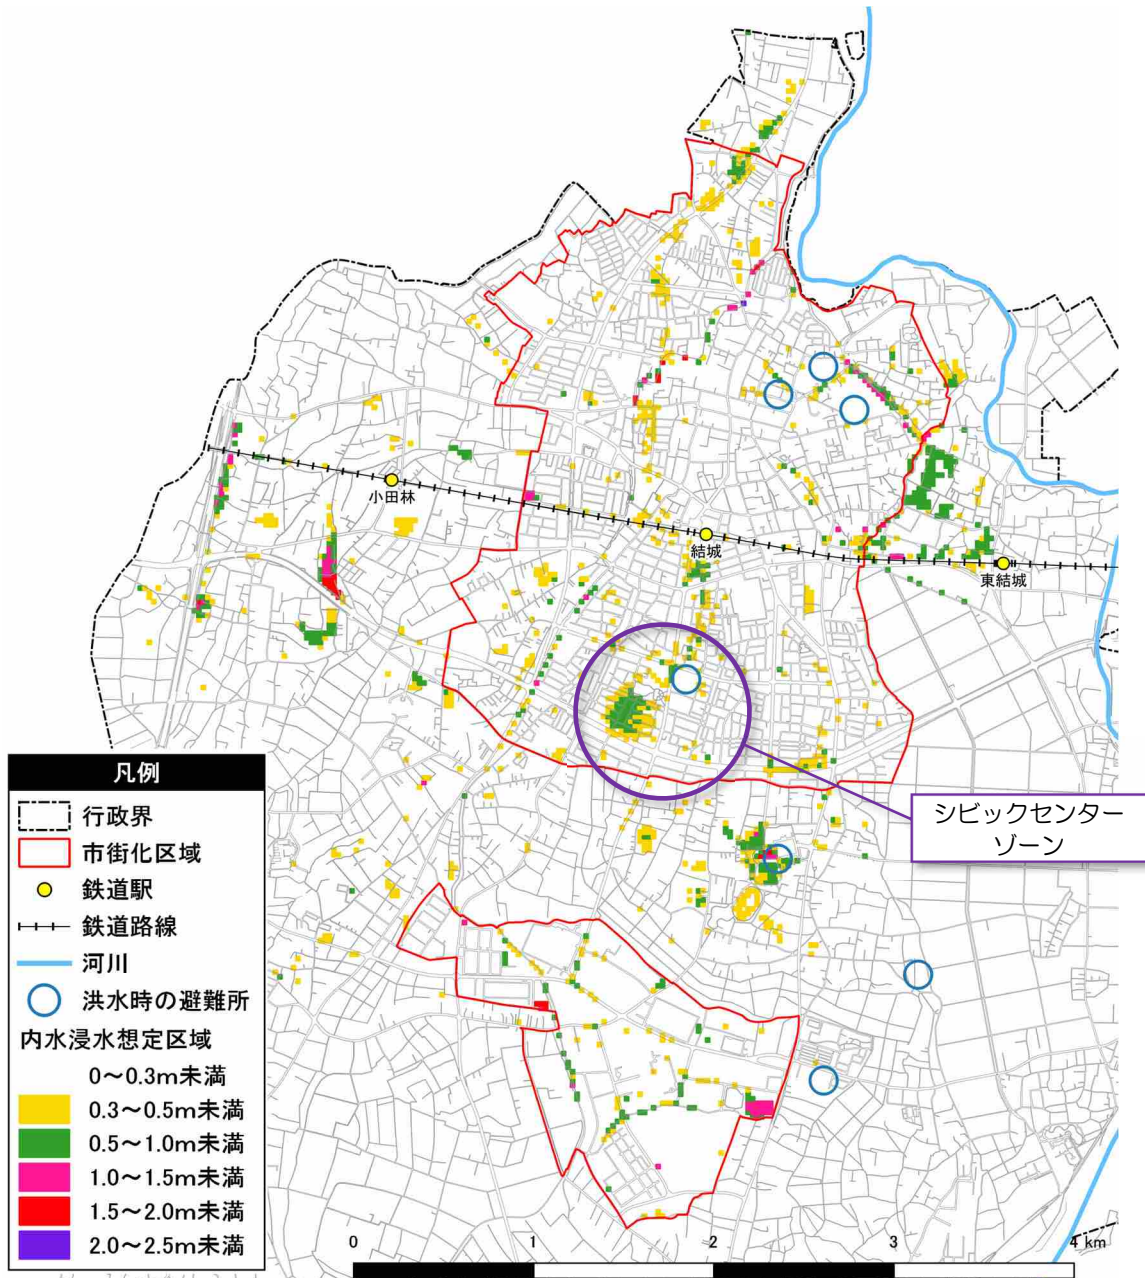 小田林
結城
東結城
シビックセンター
ゾーン
凡例
行政界
市街化区域
鉄道駅
鉄道路線
河川
洪水時の避難所
内水浸水想定区域
0～0.3m未満
0.3～0.5m未満
0.5～1.0m未満
1.0～1.5m未満
1.5～2.0m未満
2.0～2.5m未満
0 1 2 3 4 km